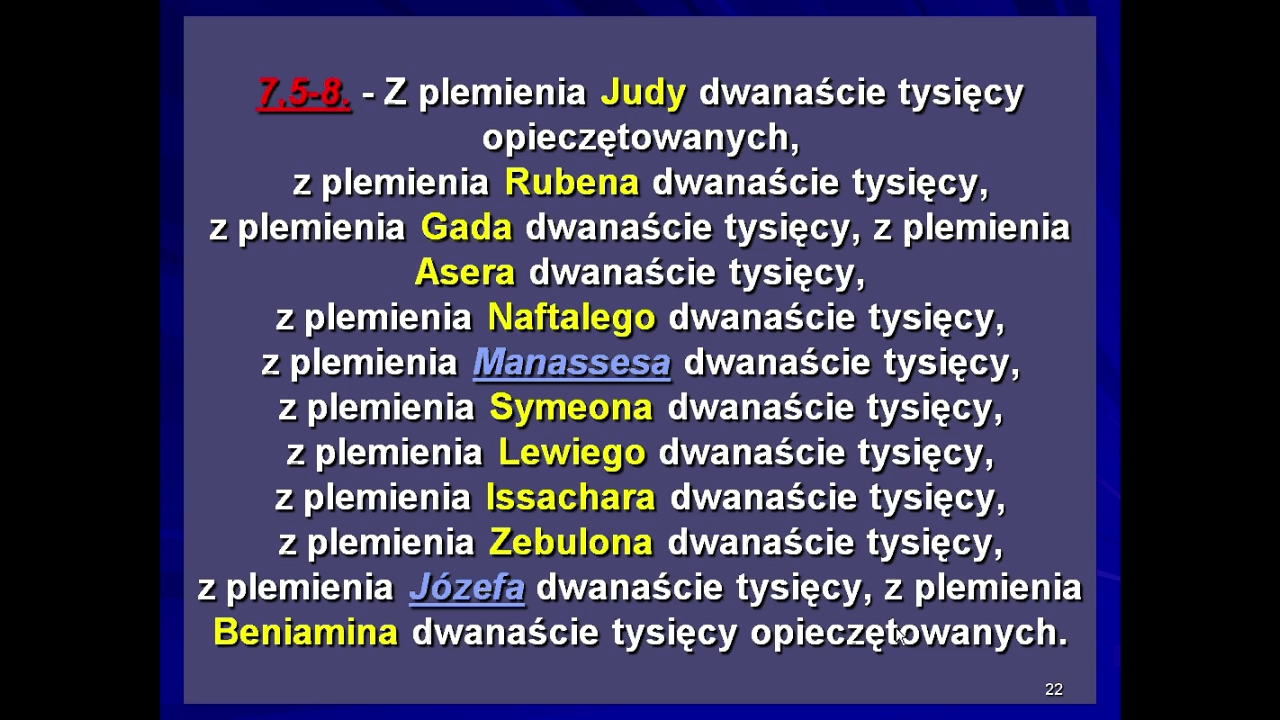 7,5-8. - Z plemienia Judy dwanaście tysięcy
opieczętowanych,
z plemienia Rubena dwanaście tysięcy,
z plemienia Gada dwanaście tysięcy, z plemienia
Asera dwanaście tysięcy,
z plemienia Naftalego dwanaście tysięcy,
z plemienia Manassesa dwanaście tysięcy,
z plemienia Symeona dwanaście tysięcy,
z plemienia Lewiego dwanaście tysięcy,
z plemienia Issachara dwanaście tysięcy,
z plemienia Zebulona dwanaście tysięcy,
z plemienia Józefa dwanaście tysięcy, z plemienia
Beniamina dwanaście tysięcy opieczętowanych.
22